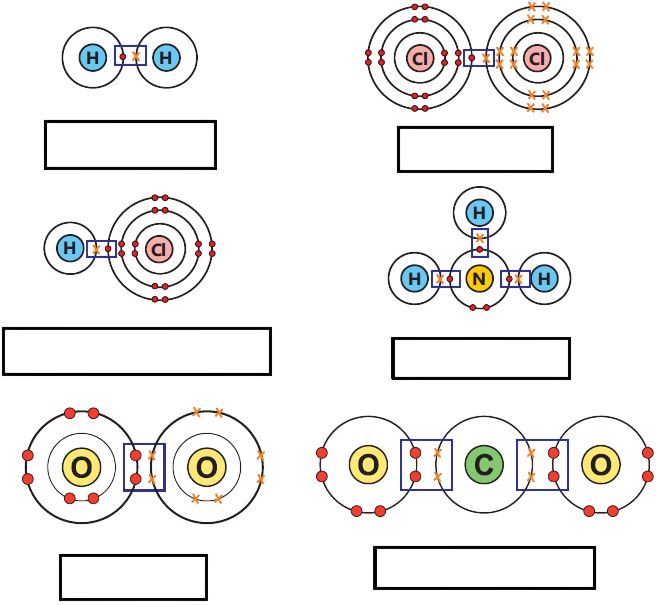 H H
Cl Cl
H Cl
H
H N H
O O
O C O